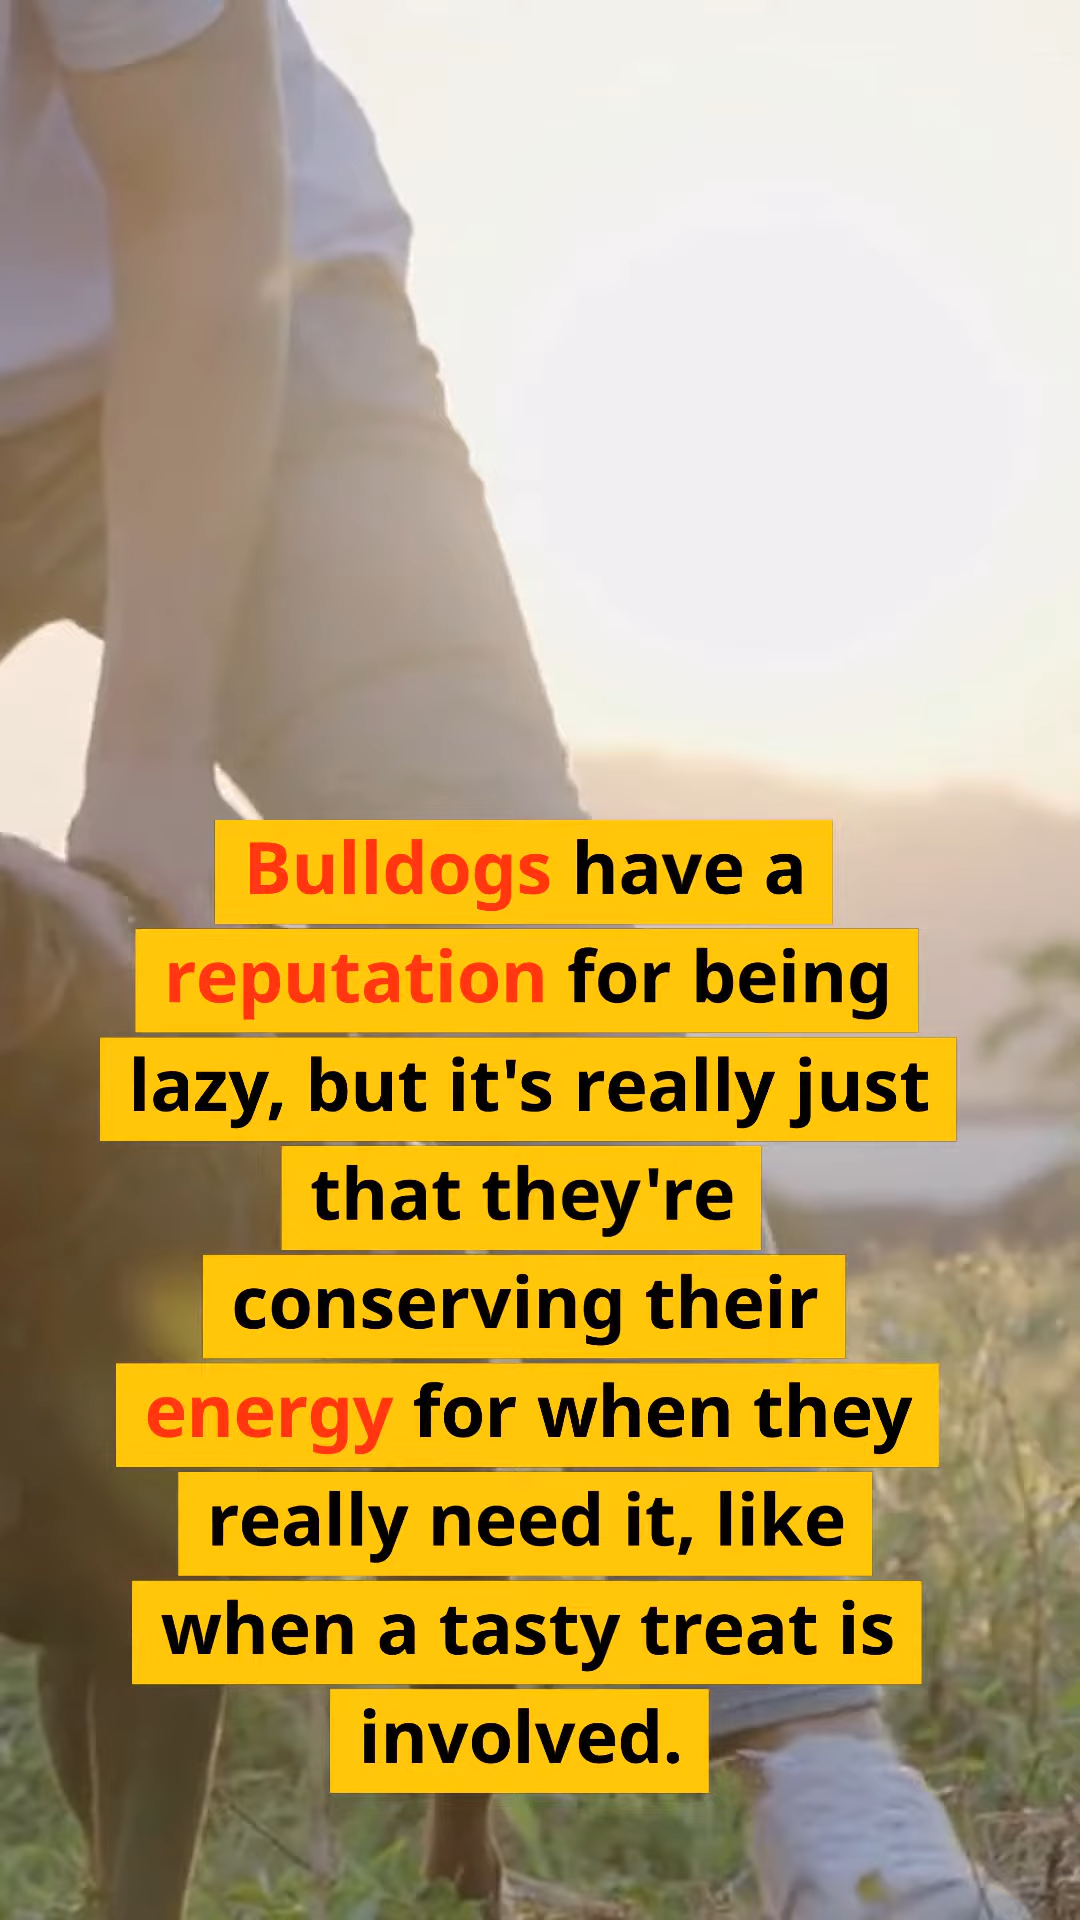 Bulldogs have a
reputation for being
lazy, but it's really just
that they're
conserving their
energy for when they
really need it, like
when a tasty treat is
involved.